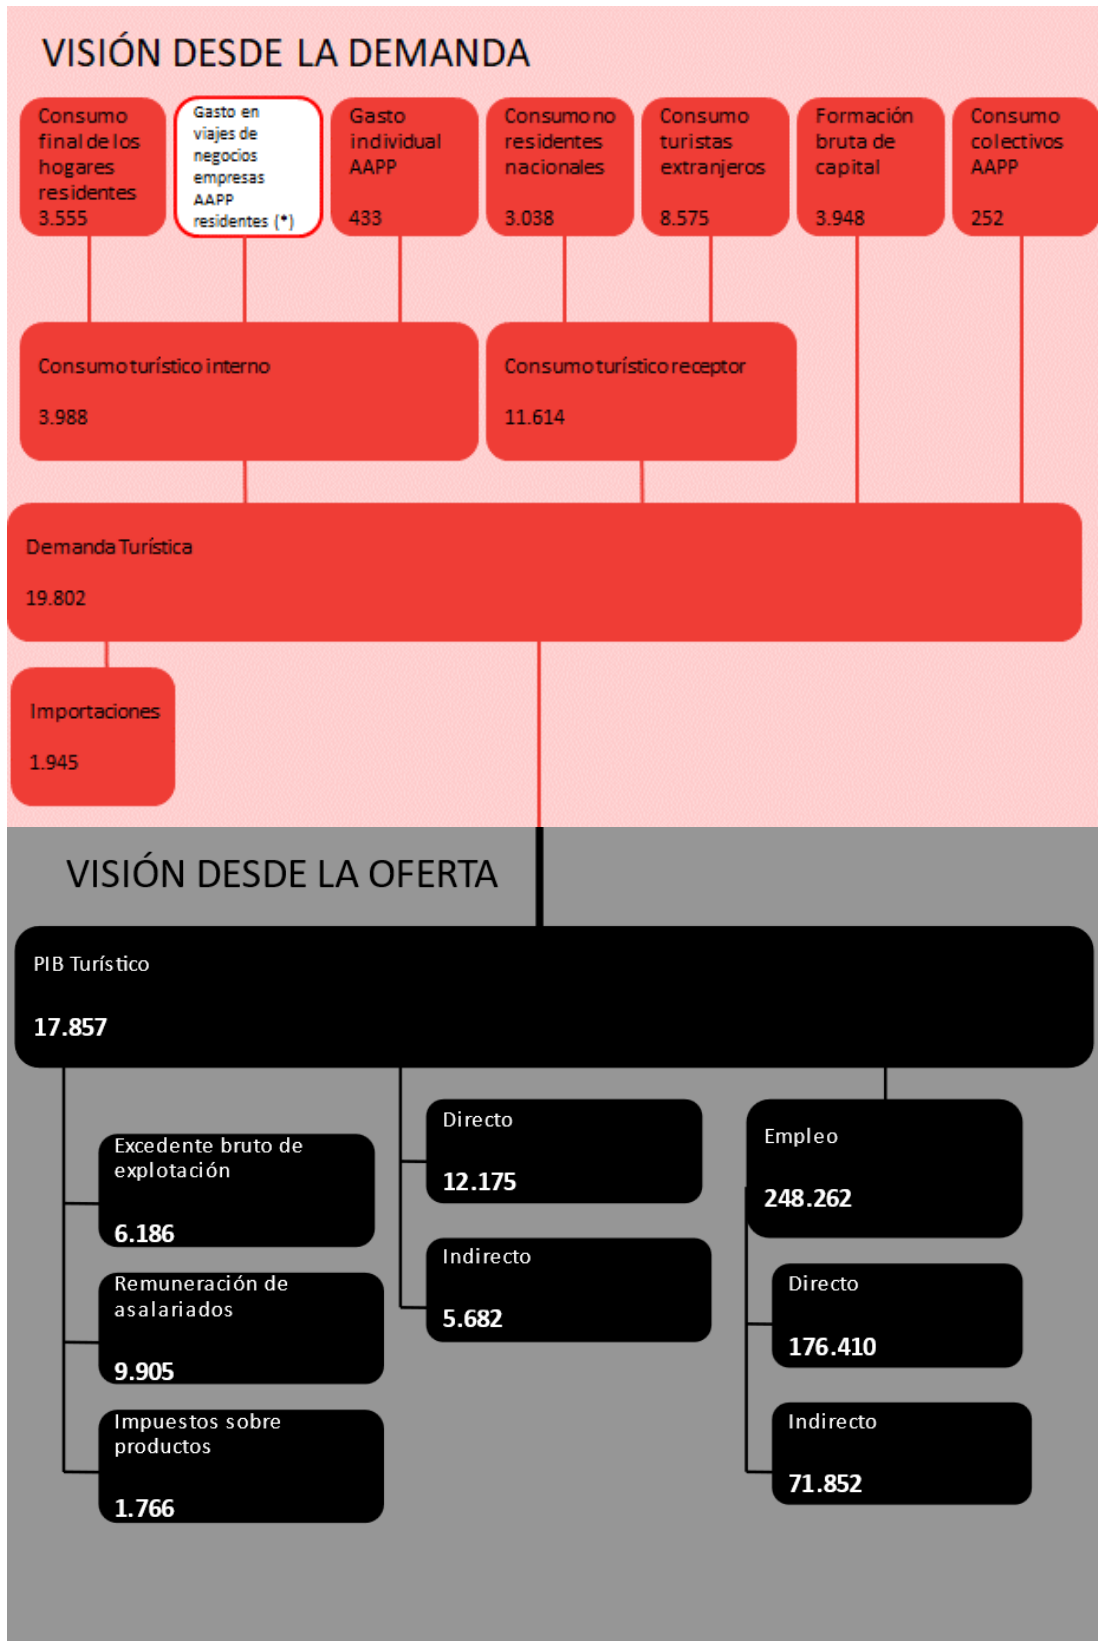 VISIÓN DESDE LA DEMANDA
Consumo
final de los
hogares
residentes
3.555
Gasto en
viajes de
negocios
empresas
AAPP
residentes (*)
Gasto
individual
AAPP
433
Consumo no
residentes
nacionales
3.038
Consumo
turistas
extranjeros
8.575
Formación
bruta de
capital
3.948
Consumo
colectivos
AAPP
252
Consumo turístico interno
3.988
Consumo turístico receptor
11.614
Demanda Turística
19.802
Importaciones
1.945
VISIÓN DESDE LA OFERTA
PIB Turístico
17.857
Excedente bruto de
explotación
6.186
Remuneración de
asalariados
9.905
Impuestos sobre
productos
1.766
Directo
12.175
Indirecto
5.682
Empleo
248.262
Directo
176.410
Indirecto
71.852